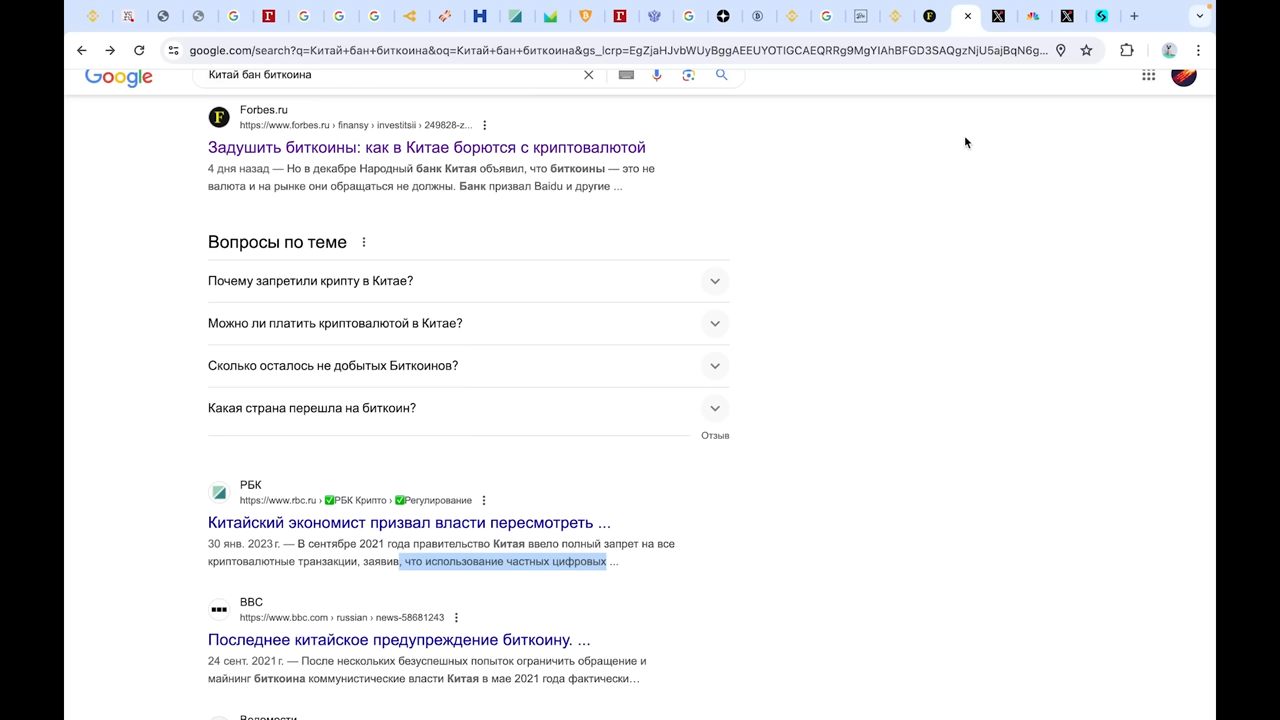 google.com/search?q=Китай+бан+биткоина&oq=Китай+бан+биткоина&gs_lcrp=EgZjaHJvbWUyBggAEEUYOTIGCAEQRRg9MgYIAhBFGD3SAQgzNjU5ajBqN6g...
Google
Китай бан биткоина
Forbes.ru
https://www.forbes.ru › finansy › investitsii › 249828-z...
Задушить биткоины: как в Китае борются с криптовалютой
4 дня назад — Но в декабре Народный банк Китая объявил, что биткоины — это не
валюта и на рынке они обращаться не должны. Банк призвал Baidu и другие ...
Вопросы по теме
Почему запретили крипту в Китае?
Можно ли платить криптовалютой в Китае?
Сколько осталось не добытых Биткоинов?
Какая страна перешла на биткоин?
Отзыв
РБК
https://www.rbc.ru › ✅РБК Крипто › ✅Регулирование
Китайский экономист призвал власти пересмотреть ...
30 янв. 2023 г. — В сентябре 2021 года правительство Китая ввело полный запрет на все
криптовалютные транзакции, заявив, что использование частных цифровых ...
BBC
https://www.bbc.com › russian › news-58681243
Последнее китайское предупреждение биткоину. ...
24 сент. 2021 г. — После нескольких безуспешных попыток ограничить обращение и
майнинг биткоина коммунистические власти Китая в мае 2021 года фактически...
Ведомости